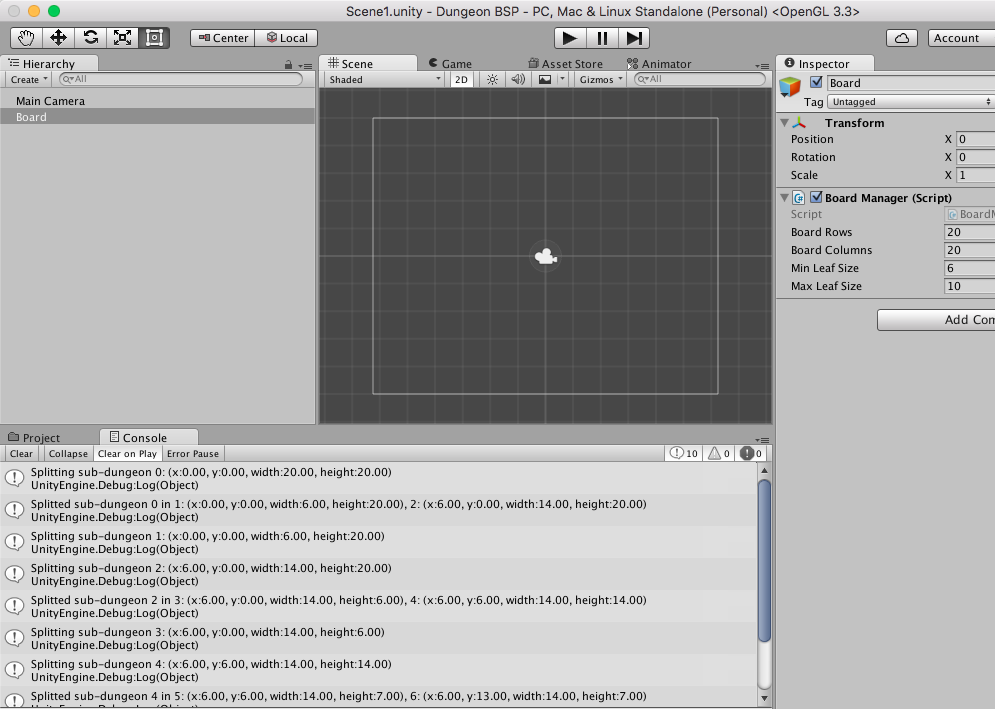 Scene1.unity - Dungeon BSP - PC, Mac & Linux Standalone (Personal) <OpenGL 3.3>
Center Local Account
Hierarchy
Create All
Main Camera
Board
Scene Game Asset Store Animator
Shaded 2D Gizmos All
Inspector
Board
Tag Untagged
Transform
Position X 0
Rotation X 0
Scale X 1
Board Manager (Script)
Script BoardM
Board Rows 20
Board Columns 20
Min Leaf Size 6
Max Leaf Size 10
Add Com
Project Console
Clear Collapse Clear on Play Error Pause 10 0 0
Splitting sub-dungeon 0: (x:0.00, y:0.00, width:20.00, height:20.00)
UnityEngine.Debug:Log(Object)
Splitted sub-dungeon 0 in 1: (x:0.00, y:0.00, width:6.00, height:20.00), 2: (x:6.00, y:0.00, width:14.00, height:20.00)
UnityEngine.Debug:Log(Object)
Splitting sub-dungeon 1: (x:0.00, y:0.00, width:6.00, height:20.00)
UnityEngine.Debug:Log(Object)
Splitting sub-dungeon 2: (x:6.00, y:0.00, width:14.00, height:20.00)
UnityEngine.Debug:Log(Object)
Splitted sub-dungeon 2 in 3: (x:6.00, y:0.00, width:14.00, height:6.00), 4: (x:6.00, y:6.00, width:14.00, height:14.00)
UnityEngine.Debug:Log(Object)
Splitting sub-dungeon 3: (x:6.00, y:0.00, width:14.00, height:6.00)
UnityEngine.Debug:Log(Object)
Splitting sub-dungeon 4: (x:6.00, y:6.00, width:14.00, height:14.00)
UnityEngine.Debug:Log(Object)
Splitted sub-dungeon 4 in 5: (x:6.00, y:6.00, width:14.00, height:7.00), 6: (x:6.00, y:13.00, width:14.00, height:7.00)